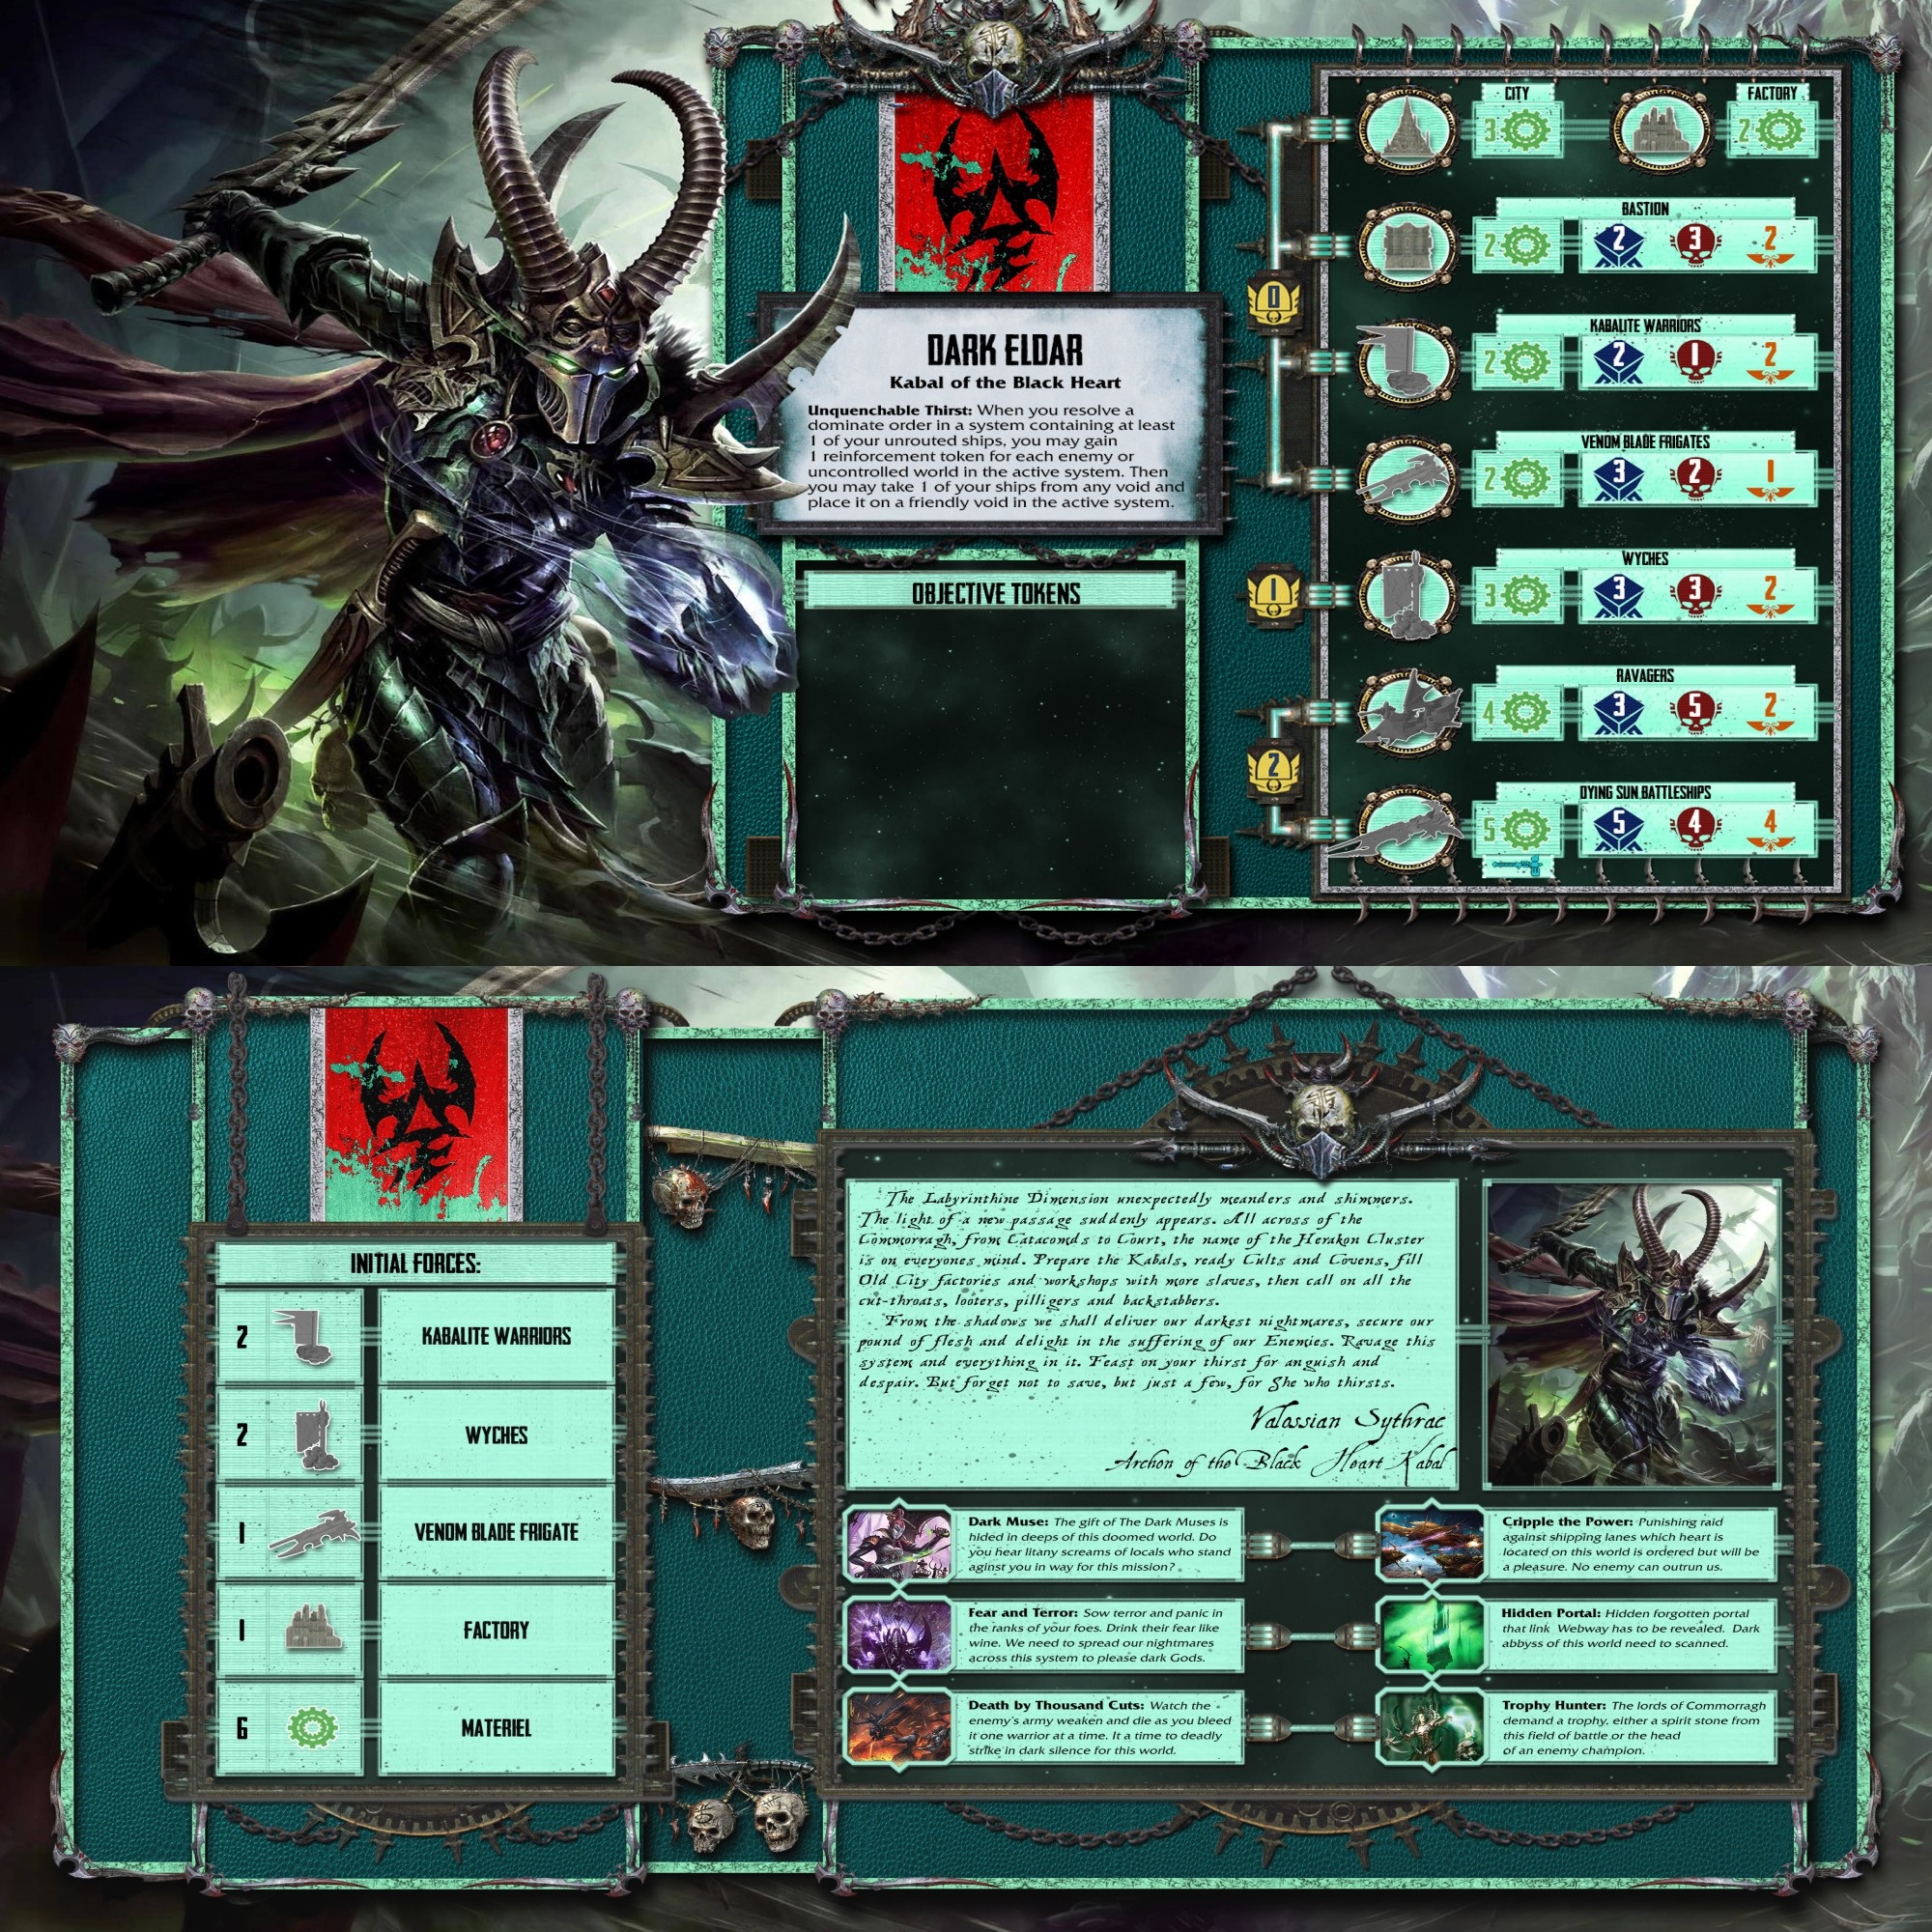 CITY
3
FACTORY
2
BASTION
2 2 3 2
0
KABALITE WARRIORS
2 2 1 2
DARK ELDAR
Kabal of the Black Heart
Unquenchable Thirst: When you resolve a
dominate order in a system containing at least
1 of your unrouted ships, you may gain
1 reinforcement token for each enemy or
uncontrolled world in the active system. Then
you may take 1 of your ships from any void and
place it on a friendly void in the active system.
VENOM BLADE FRIGATES
2 3 2 1
OBJECTIVE TOKENS
1
WYCHES
3 3 3 2
RAVAGERS
4 3 5 2
2
DYING SUN BATTLESHIPS
5 5 4 4
INITIAL FORCES:
2 KABALITE WARRIORS
2 WYCHES
1 VENOM BLADE FRIGATE
1 FACTORY
6 MATERIEL
The Labyrinthine Dimension unexpectedly meanders and shimmers.
The light of a new passage suddenly appears. All across of the
Commorragh, from Catacomds to Court, the name of the Herakon Cluster
is on everyones mind. Prepare the Kabals, ready Cults and Covens, fill
Old City factories and workshops with more slaves, then call on all the
cut-throats, looters, pilligers and backstabbers.
From the shadows we shall deliver our darkest nightmares, secure our
pound of flesh and delight in the suffering of our Enemies. Ravage this
system and everything in it. Feast on your thirst for anguish and
despair. But forget not to save, but just a few, for She who thirsts.
Valossian Sythrac
Archon of the Black Heart Kabal
Dark Muse: The gift of The Dark Muses is
hided in deeps of this doomed world. Do
you hear litany screams of locals who stand
aginst you in way for this mission?
Cripple the Power: Punishing raid
against shipping lanes which heart is
located on this world is ordered but will be
a pleasure. No enemy can outrun us.
Fear and Terror: Sow terror and panic in
the ranks of your foes. Drink their fear like
wine. We need to spread our nightmares
across this system to please dark Gods.
Hidden Portal: Hidden forgotten portal
that link Webway has to be revealed. Dark
abbyss of this world need to scanned.
Death by Thousand Cuts: Watch the
enemy's army weaken and die as you bleed
it one warrior at a time. It a time to deadly
strike in dark silence for this world.
Trophy Hunter: The lords of Commorragh
demand a trophy, either a spirit stone from
this field of battle or the head
of an enemy champion.